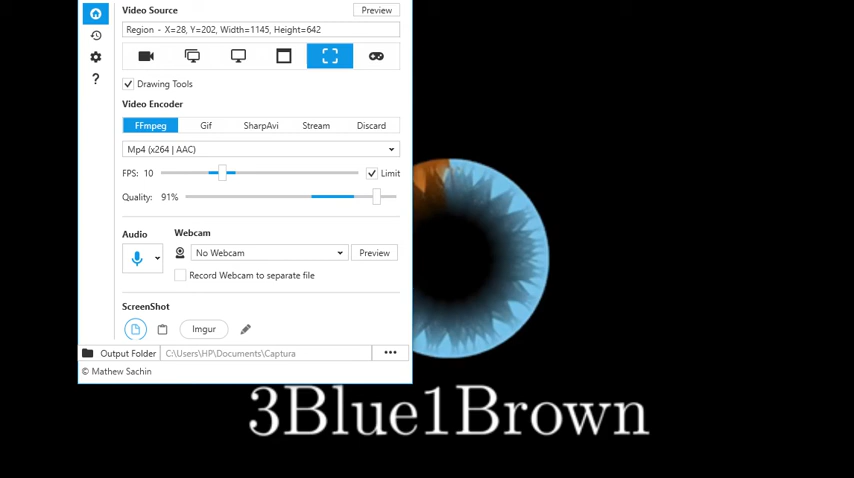 Video Source
Preview
Region - X=28, Y=202, Width=1145, Height=642
Drawing Tools
Video Encoder
FFmpeg Gif SharpAvi Stream Discard
Mp4 (x264 | AAC)
FPS: 10 Limit
Quality: 91%
Audio
Webcam
No Webcam
Preview
Record Webcam to separate file
ScreenShot
Imgur
Output Folder C:\Users\HP\Documents\Captura •••
© Mathew Sachin
3Blue1Brown